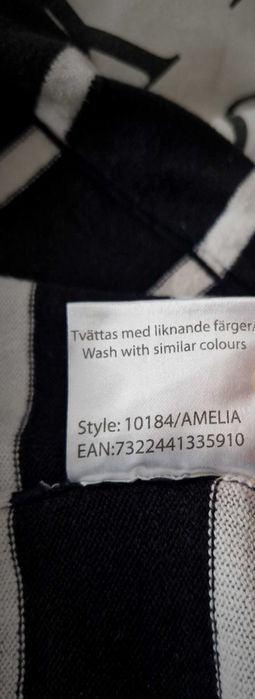 Tvättas med liknande färger/
Wash with similar colours
Style: 10184/AMELIA
EAN:7322441335910